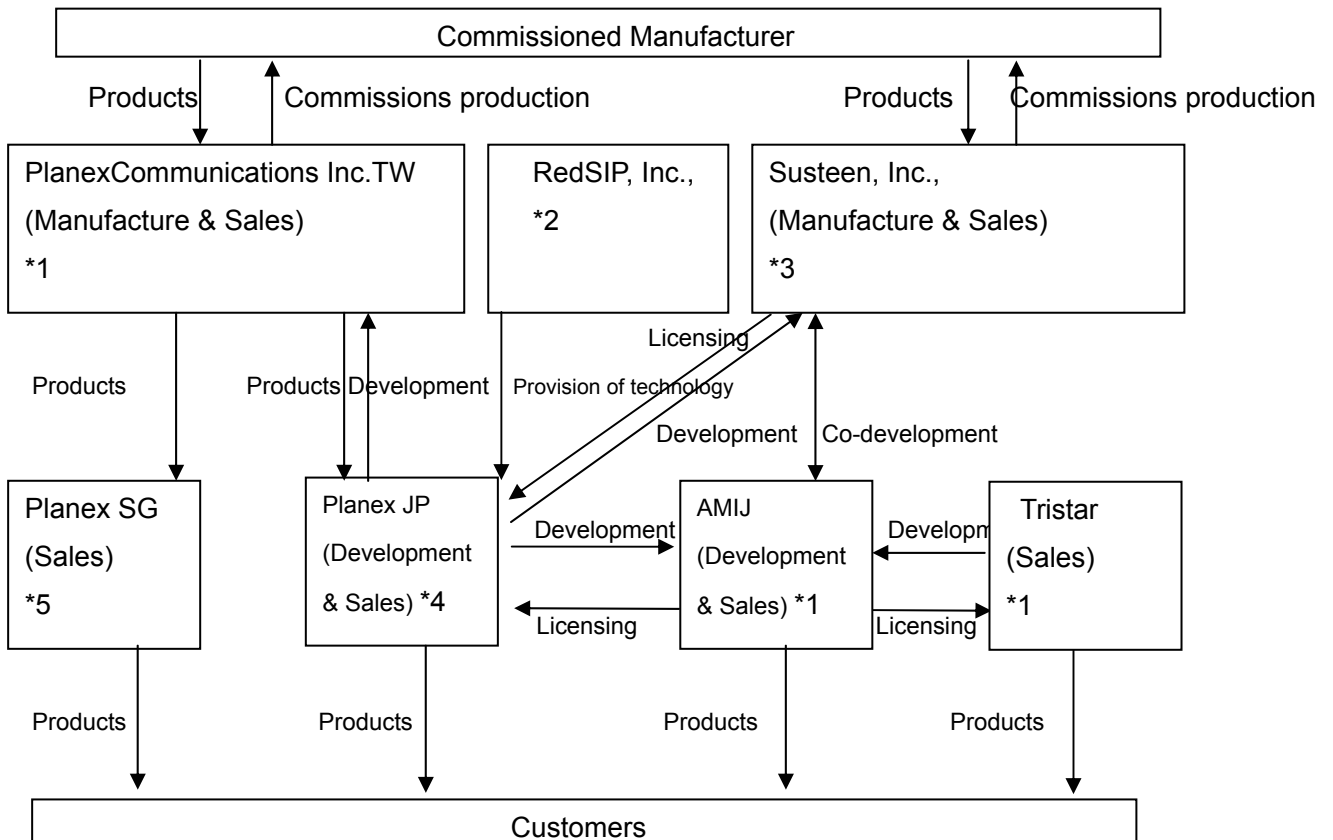 Commissioned Manufacturer
Products
Commissions production
Products
Commissions production
PlanexCommunications Inc.TW
(Manufacture & Sales)
*1
RedSIP, Inc.,
*2
Susteen, Inc.,
(Manufacture & Sales)
*3
Licensing
Products
Products
Development
Provision of technology
Development
Co-development
Planex SG
(Sales)
*5
Planex JP
(Development
& Sales) *4
Development
Licensing
AMIJ
(Development
& Sales) *1
Developm
Licensing
Tristar
(Sales)
*1
Products
Products
Products
Products
Customers